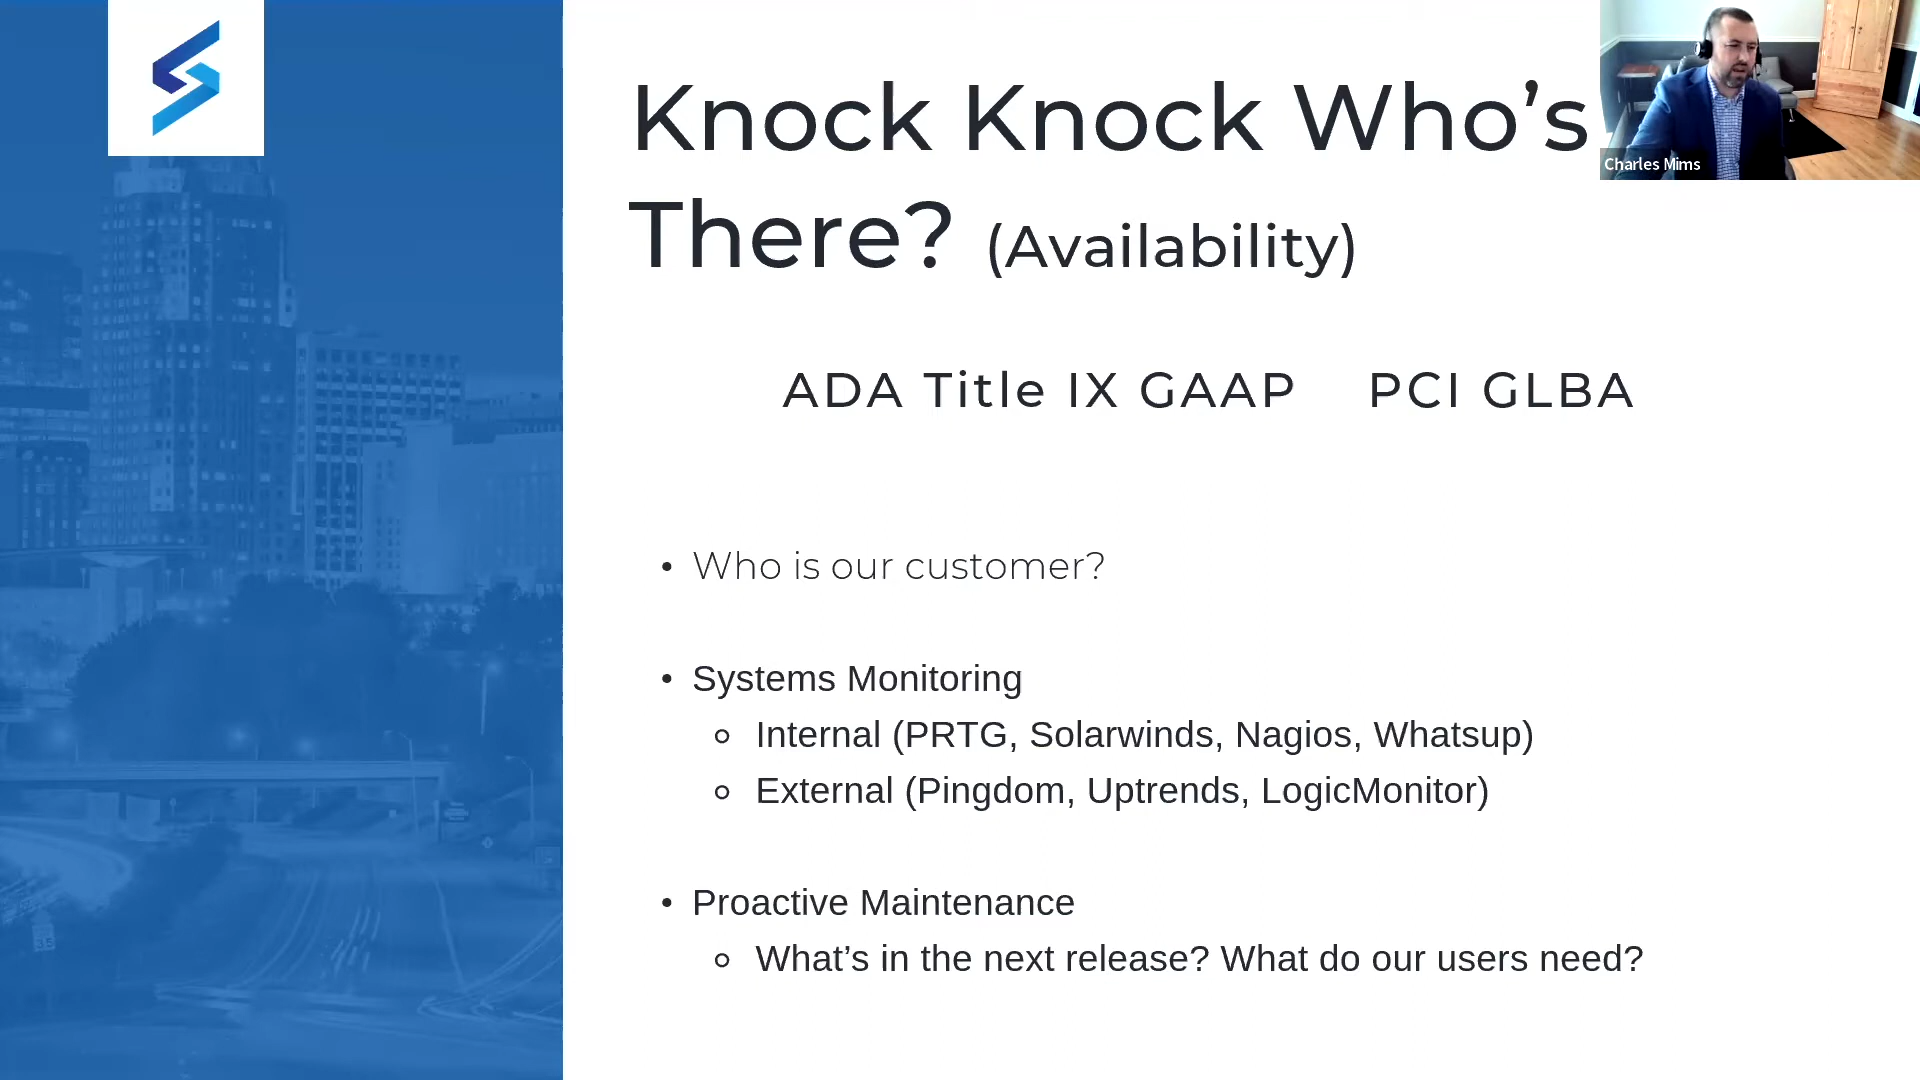 Knock Knock Who’s
There? (Availability)
Charles Mims
ADA Title IX GAAP PCI GLBA
• Who is our customer?
• Systems Monitoring
Internal (PRTG, Solarwinds, Nagios, Whatsup)
External (Pingdom, Uptrends, LogicMonitor)
• Proactive Maintenance
What’s in the next release? What do our users need?
35